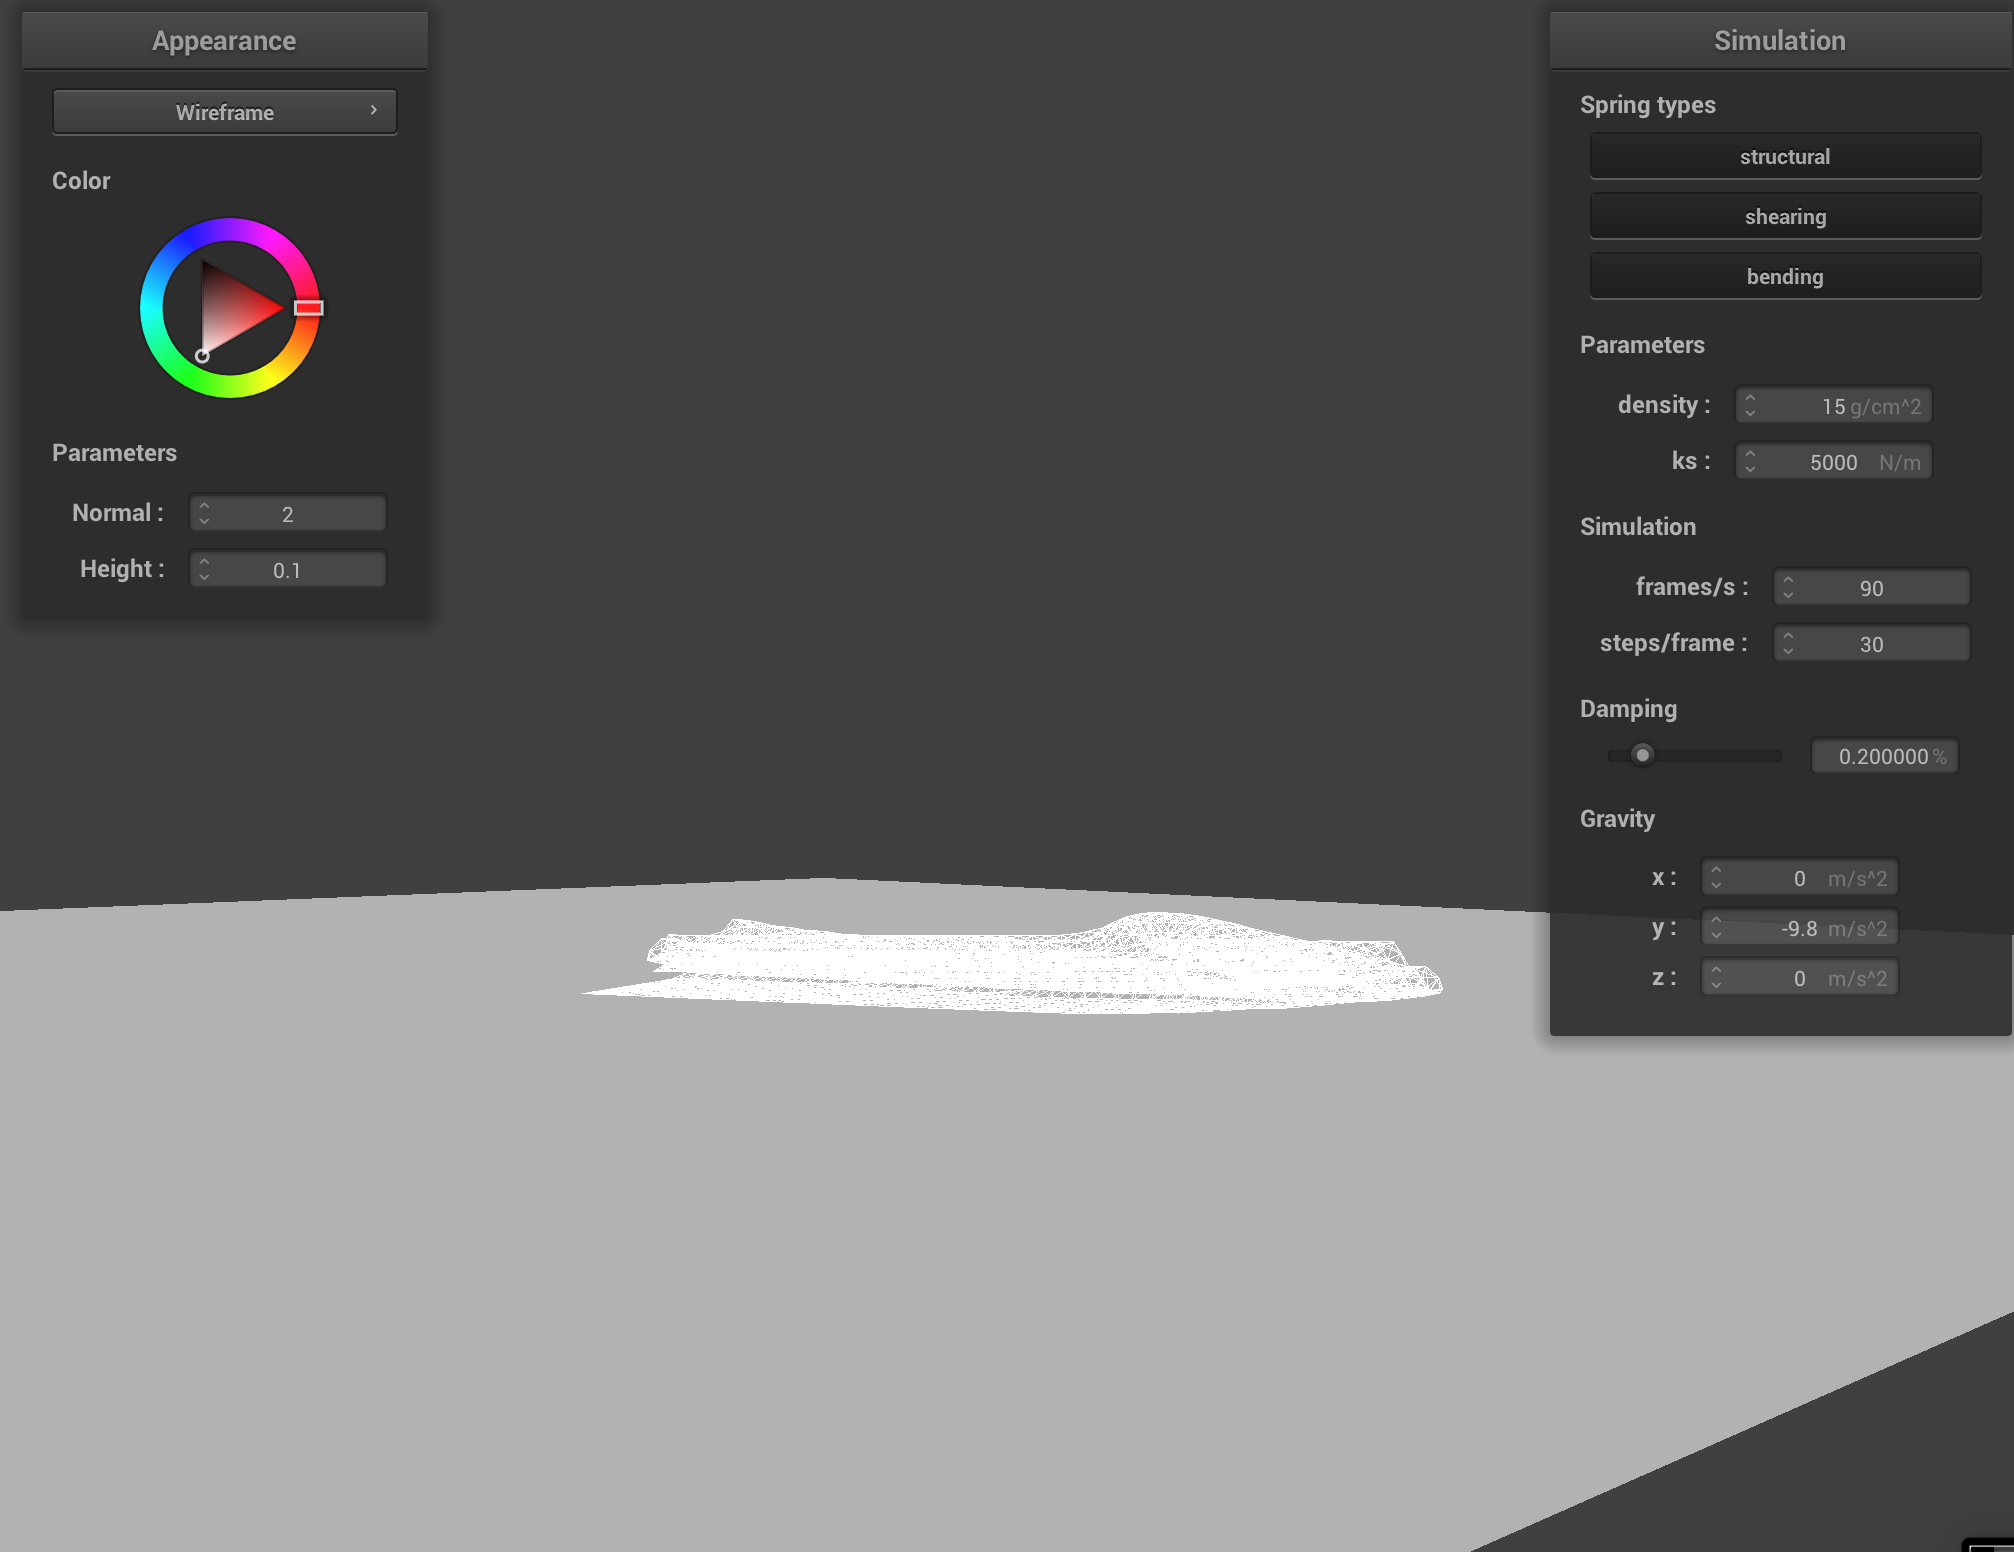 Appearance
Wireframe
Color
Parameters
Normal : 2
Height : 0.1
Simulation
Spring types
structural
shearing
bending
Parameters
density : 15 g/cm^2
ks : 5000 N/m
Simulation
frames/s : 90
steps/frame : 30
Damping
0.200000 %
Gravity
x : 0 m/s^2
y : -9.8 m/s^2
z : 0 m/s^2